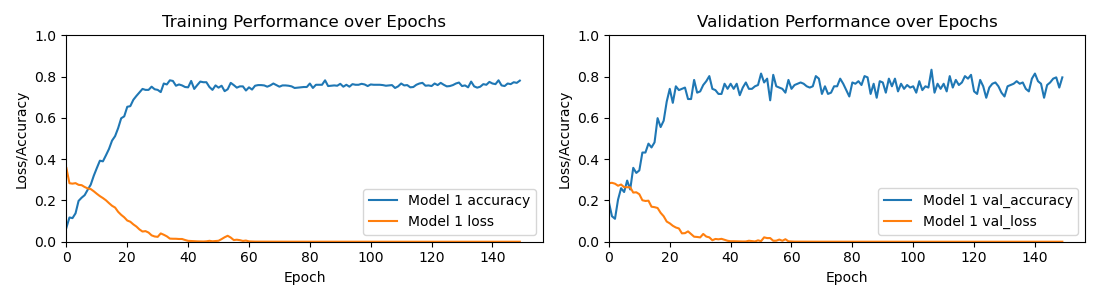 Training Performance over Epochs
1.0
0.8
0.6
0.4
0.2
0.0
Loss/Accuracy
0 20 40 60 80 100 120 140
Epoch
Model 1 accuracy
Model 1 loss
Validation Performance over Epochs
1.0
0.8
0.6
0.4
0.2
0.0
Loss/Accuracy
0 20 40 60 80 100 120 140
Epoch
Model 1 val_accuracy
Model 1 val_loss